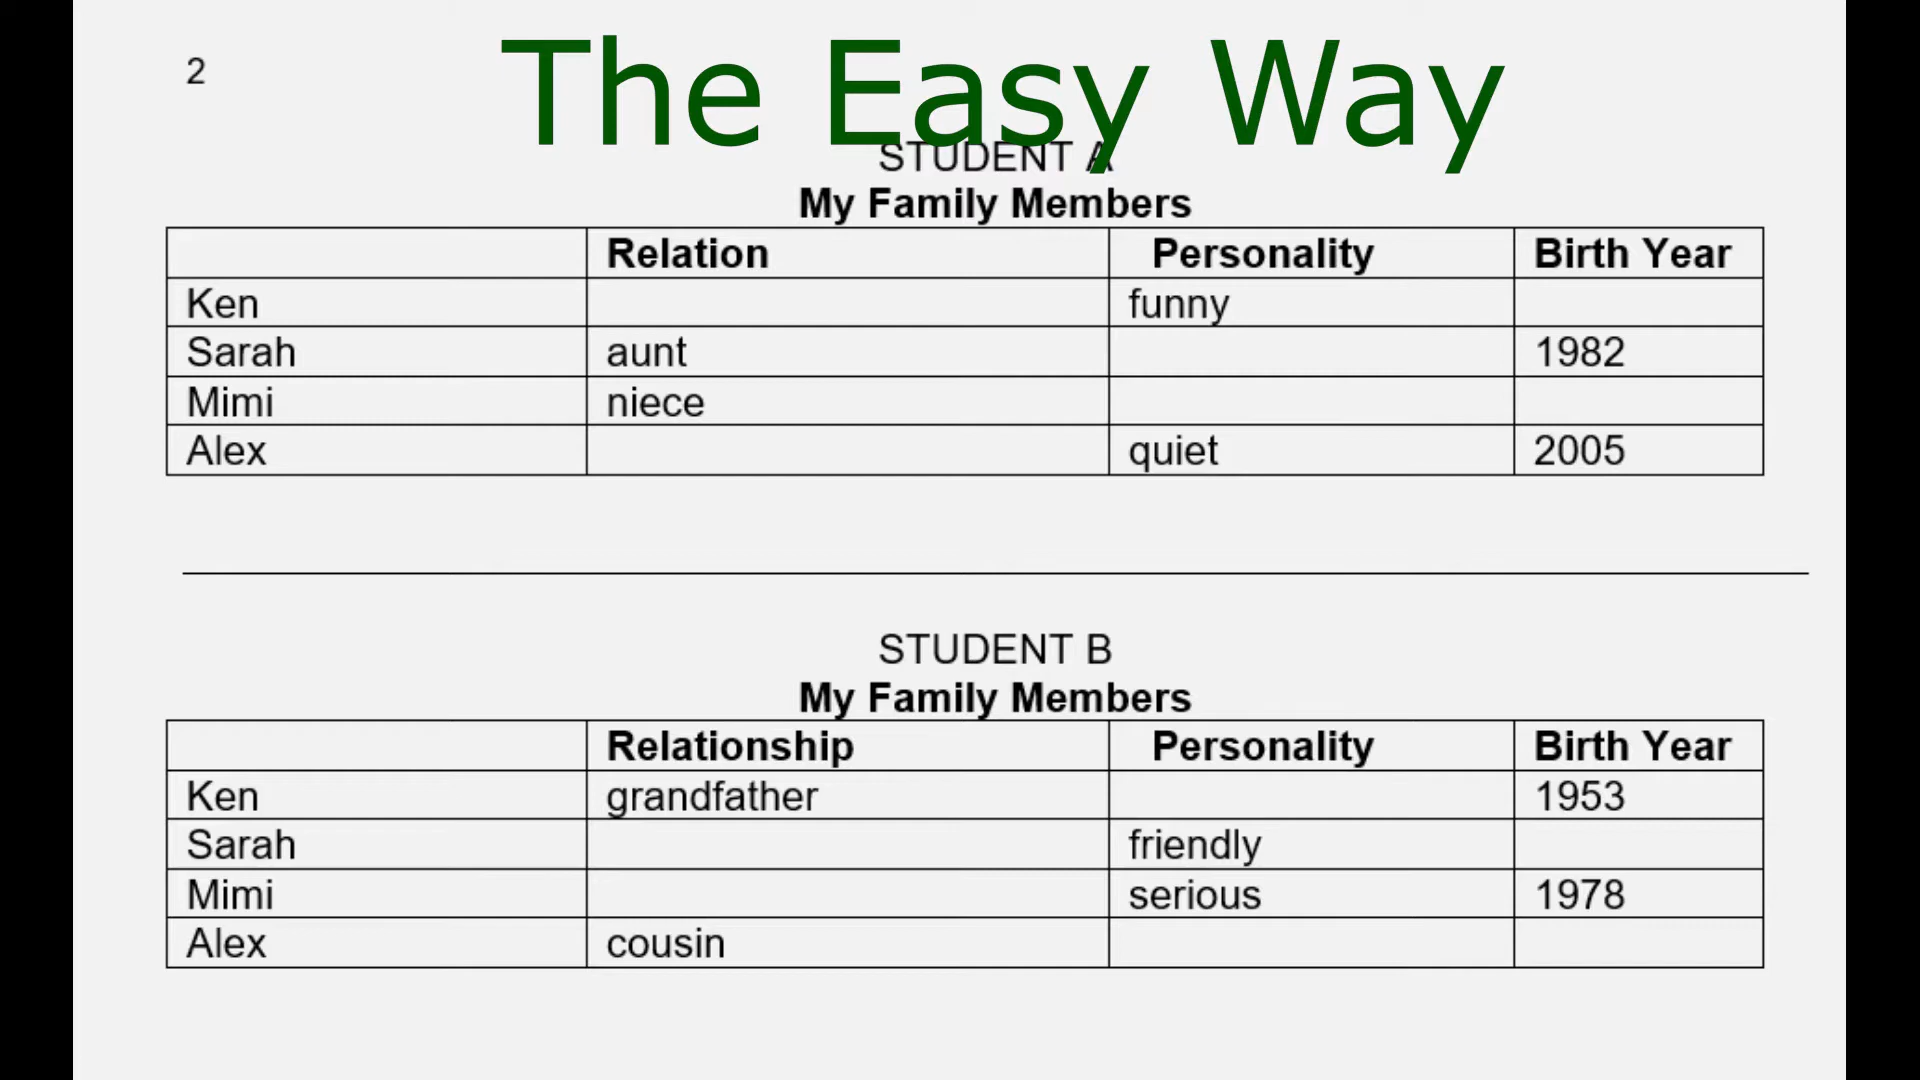 2
The Easy Way
STUDENT A
My Family Members
Relation Personality Birth Year
Ken funny
Sarah aunt 1982
Mimi niece
Alex quiet 2005
STUDENT B
My Family Members
Relationship Personality Birth Year
Ken grandfather 1953
Sarah friendly
Mimi serious 1978
Alex cousin